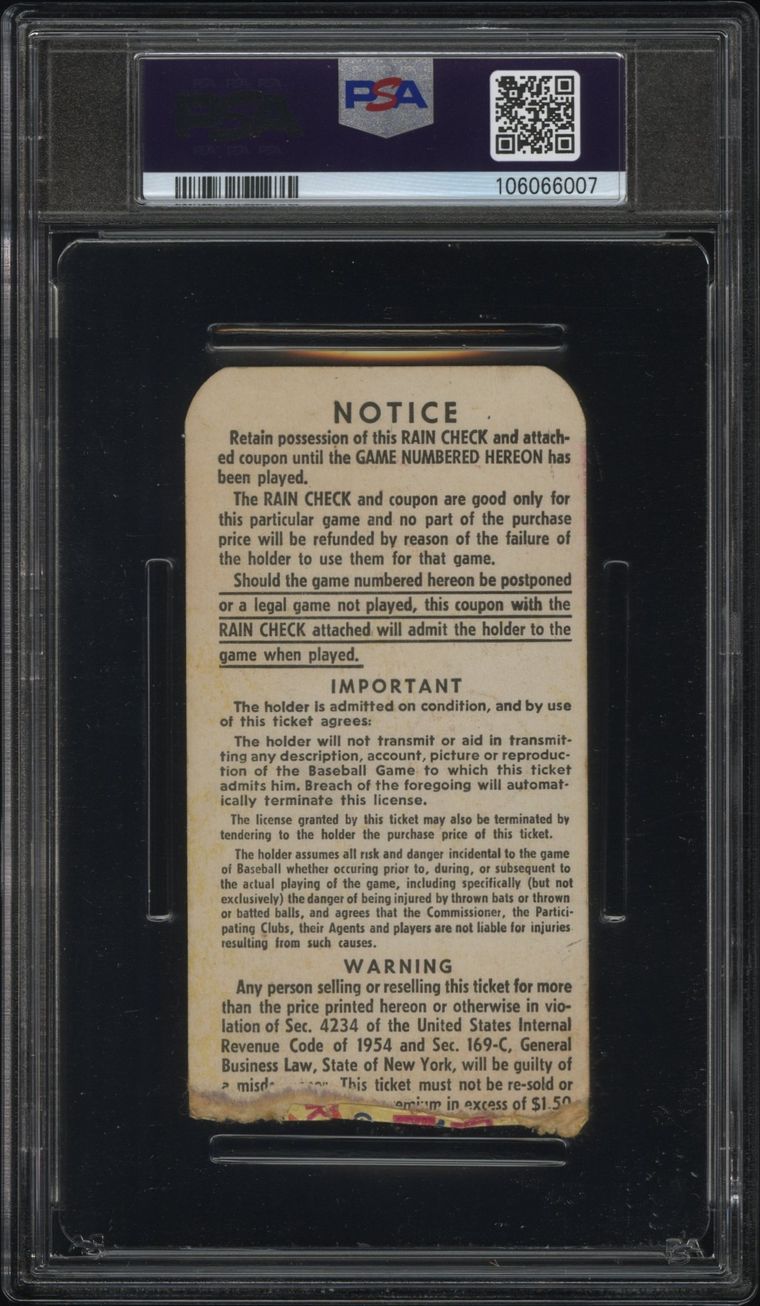 PSA
106066007
NOTICE
Retain possession of this RAIN CHECK and attach-
ed coupon until the GAME NUMBERED HEREON has
been played.
The RAIN CHECK and coupon are good only for
this particular game and no part of the purchase
price will be refunded by reason of the failure of
the holder to use them for that game.
Should the game numbered hereon be postponed
or a legal game not played, this coupon with the
RAIN CHECK attached will admit the holder to the
game when played.
IMPORTANT
The holder is admitted on condition, and by use
of this ticket agrees:
The holder will not transmit or aid in transmit-
ting any description, account, picture or reproduc-
tion of the Baseball Game to which this ticket
admits him. Breach of the foregoing will automat-
ically terminate this license.
The license granted by this ticket may also be terminated by
tendering to the holder the purchase price of this ticket.
The holder assumes all risk and danger incidental to the game
of Baseball whether occuring prior to, during, or subsequent to
the actual playing of the game, including specifically (but not
exclusively) the danger of being injured by thrown bats or thrown
or batted balls, and agrees that the Commissioner, the Partici-
pating Clubs, their Agents and players are not liable for injuries
resulting from such causes.
WARNING
Any person selling or reselling this ticket for more
than the price printed hereon or otherwise in vio-
lation of Sec. 4234 of the United States Internal
Revenue Code of 1954 and Sec. 169-C, General
Business Law, State of New York, will be guilty of
a This ticket must not be re-sold or
in excess of $1.50